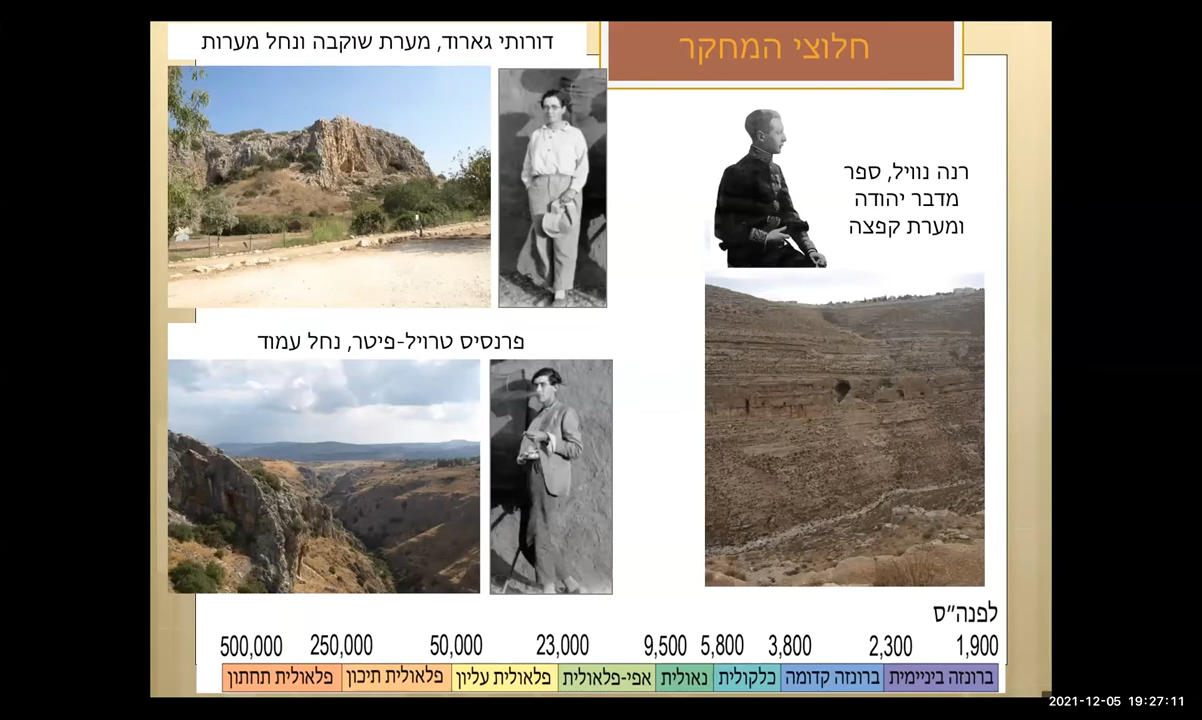 חלוצי המחקר
דורותי גארוד, מערת שוקבה ונחל מערות
רנה נוויל, ספר
מדבר יהודה
ומערת קפצה
פרנסיס טרויל-פיטר, נחל עמוד
לפנה"ס
500,000 250,000 50,000 23,000 9,500 5,800 3,800 2,300 1,900
פלאולית תחתון פלאולית תיכון פלאולית עליון אפי-פלאולית נאולית כלקולית ברונזה קדומה ברונזה ביניימית
2021-12-05 19:27:11